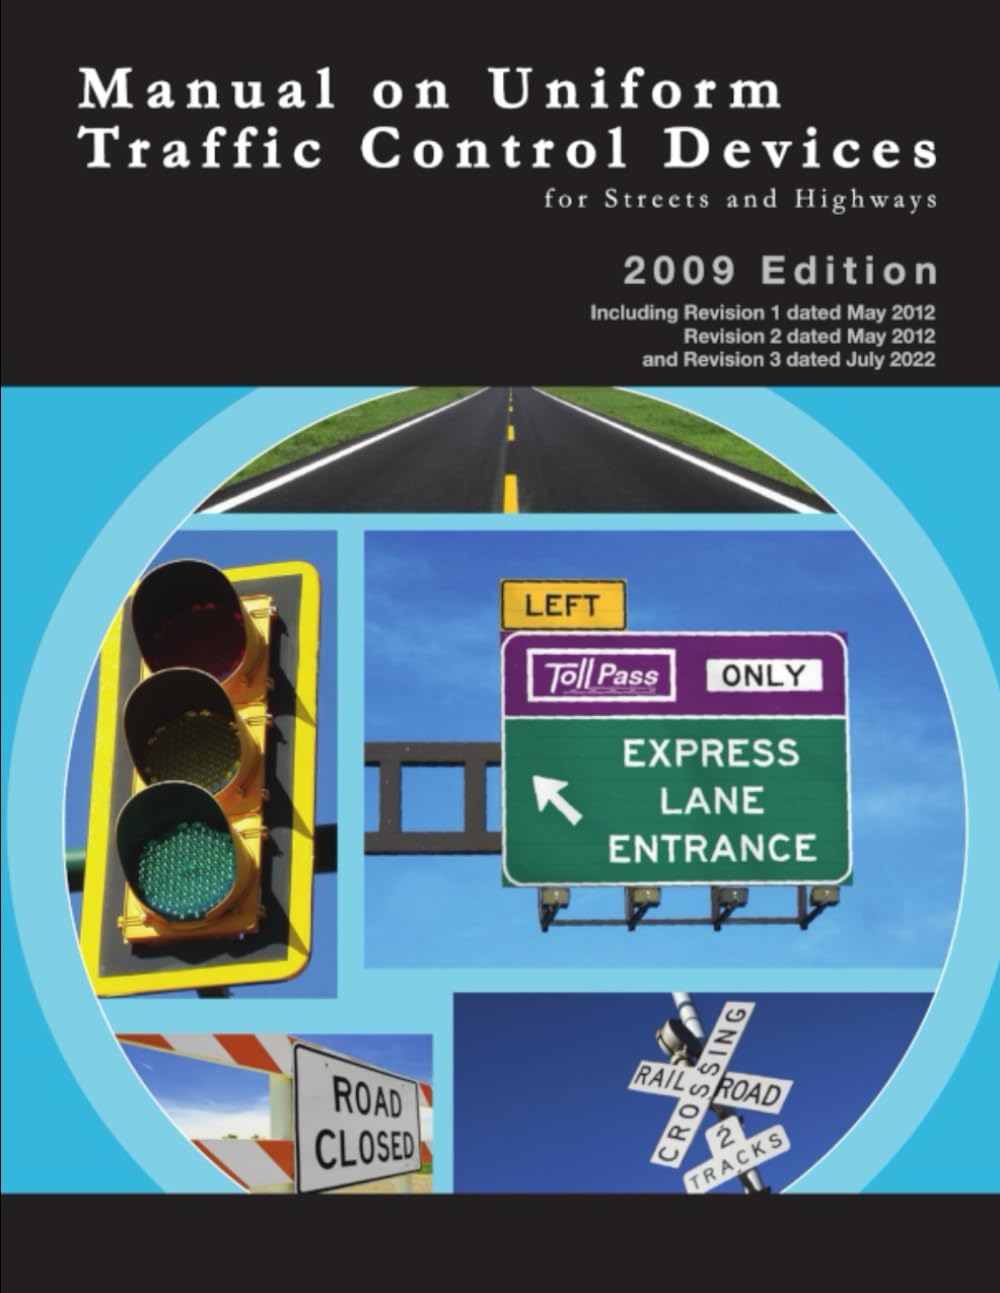 Manual on Uniform
Traffic Control Devices
for Streets and Highways
2009 Edition
Including Revision 1 dated May 2012
Revision 2 dated May 2012
and Revision 3 dated July 2022
LEFT
Toll Pass
ONLY
EXPRESS
LANE
ENTRANCE
ROAD
CLOSED
RAIL ROAD
CROSSING
2
TRACKS